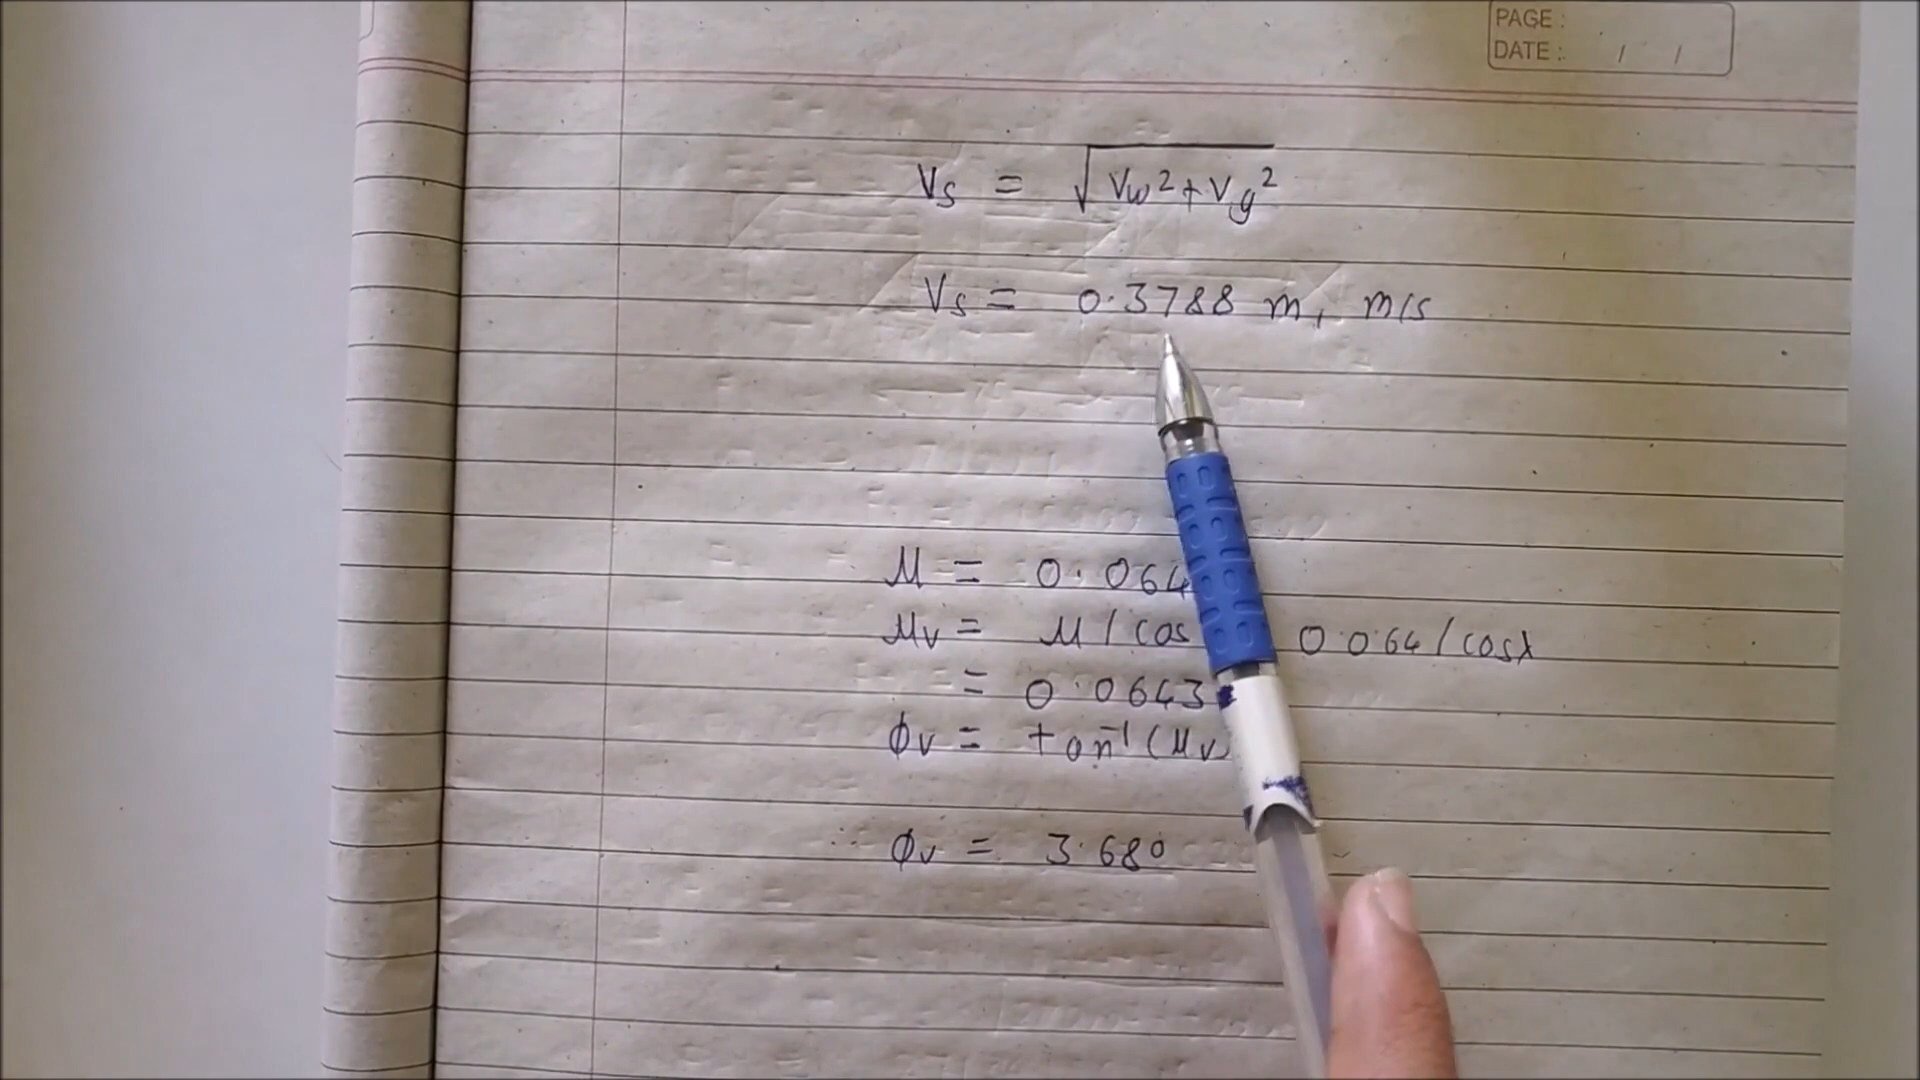 PAGE :
DATE : / /
Vs = √Vw²+Vg²
Vs = 0.3788 m, m/s
μ = 0.064
μv = μ / cos 0.064 / cosλ
= 0.0643
φv = tan⁻¹(μv)
∴ φv = 3.68°